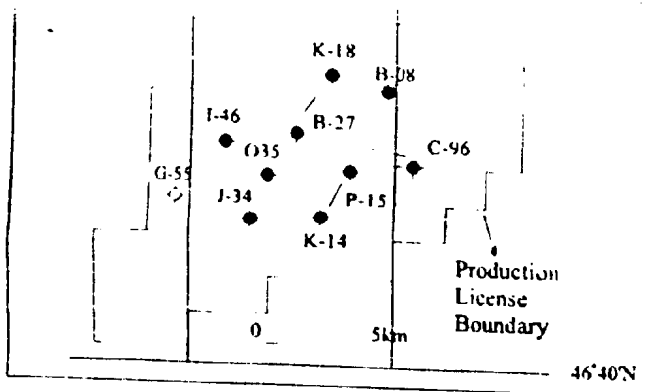 K-18
B-08
I-46
B-27
O35
C-96
G-55
J-34
P-15
K-14
Production
License
Boundary
0
5km
46°40'N